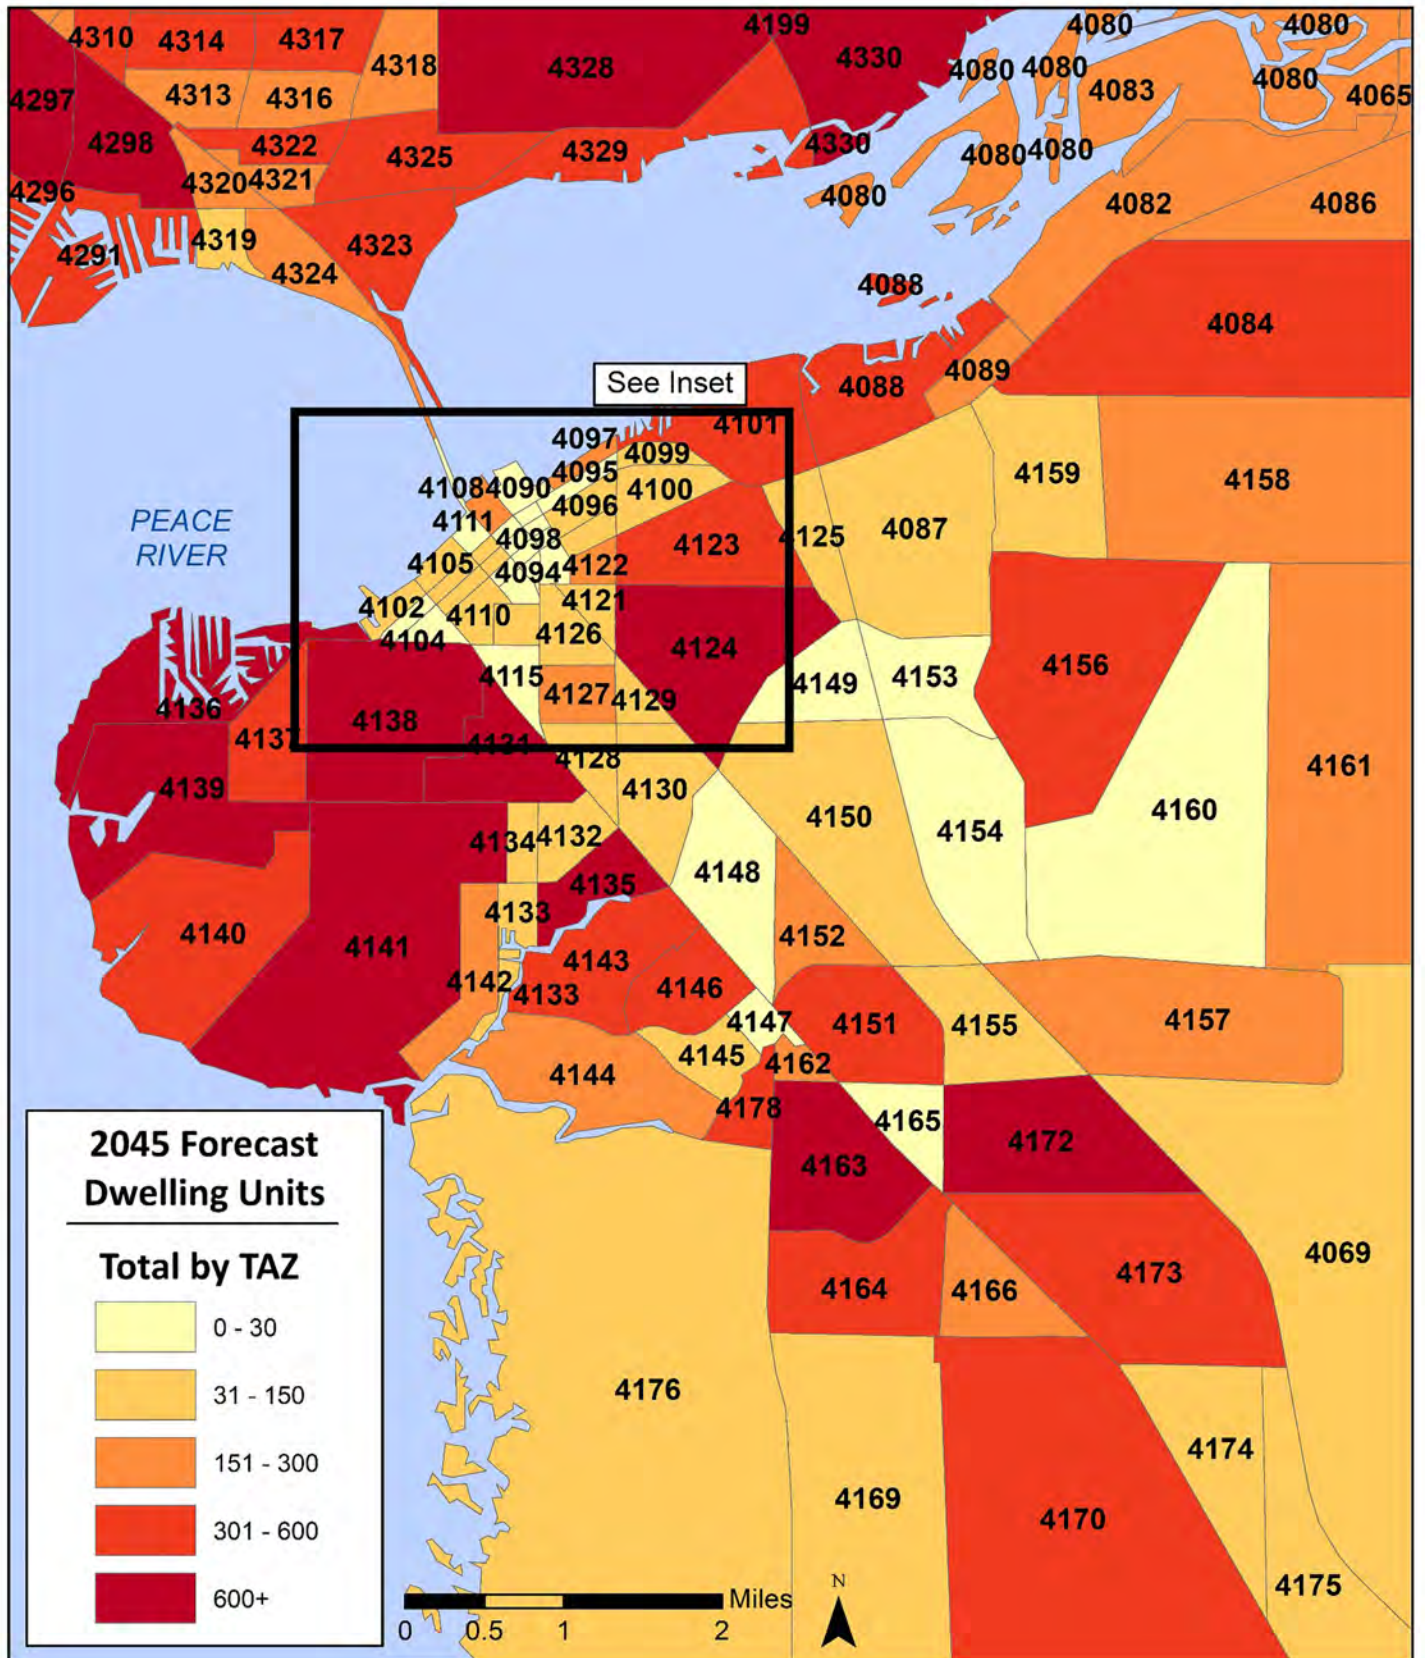 4199
4310 4314 4317
4080 4080
4318 4328 4330
4080 4080 4080
4297 4313 4316 4083 4065
4298 4322 4325 4329 4330
4080 4080
4296 4320 4321
4080 4082 4086
4291 4319 4324 4323
4088
4084
See Inset
4088 4089
4101
4097 4099
4095
4159 4158
4108 4090 4096 4100
PEACE
RIVER
4111 4098 4123 4125 4087
4105 4094 4122
4102 4110 4121
4104 4126 4124
4115 4149 4153 4156
4136 4127 4129
4137 4138 4131
4139 4128 4130
4161
4150 4154 4160
4134 4132
4148
4135
4133
4140 4141 4152
4142 4143
4133 4146
4147 4151 4155 4157
4145 4162
4144
4178 4165
4163 4172
4069
4164 4166 4173
4176
4174
4169 4170
4175
2045 Forecast
Dwelling Units
Total by TAZ
0 - 30
31 - 150
151 - 300
301 - 600
600+
Miles
0 0.5 1 2
N